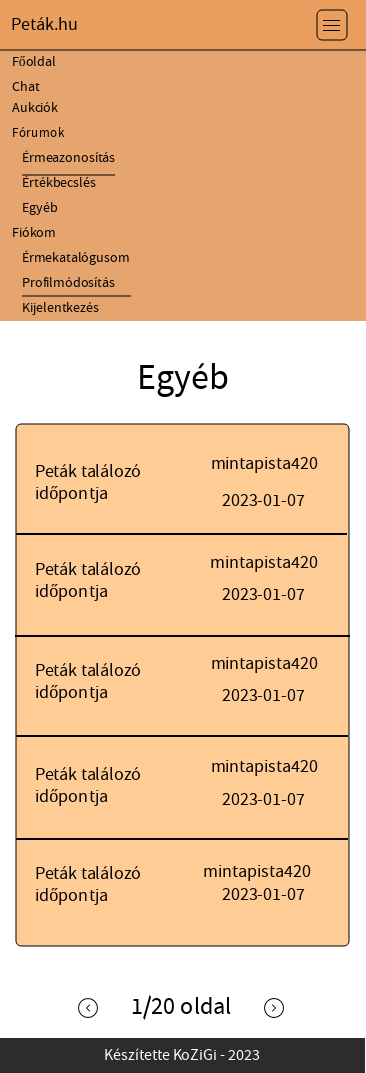 Peták.hu
Főoldal
Chat
Aukciók
Fórumok
Érmeazonosítás
Értékbecslés
Egyéb
Fiókom
Érmekatalógusom
Profilmódosítás
Kijelentkezés
Egyéb
Peták találozó
időpontja
mintapista420
2023-01-07
Peták találozó
időpontja
mintapista420
2023-01-07
Peták találozó
időpontja
mintapista420
2023-01-07
Peták találozó
időpontja
mintapista420
2023-01-07
Peták találozó
időpontja
mintapista420
2023-01-07
1/20 oldal
Készítette KoZiGi - 2023